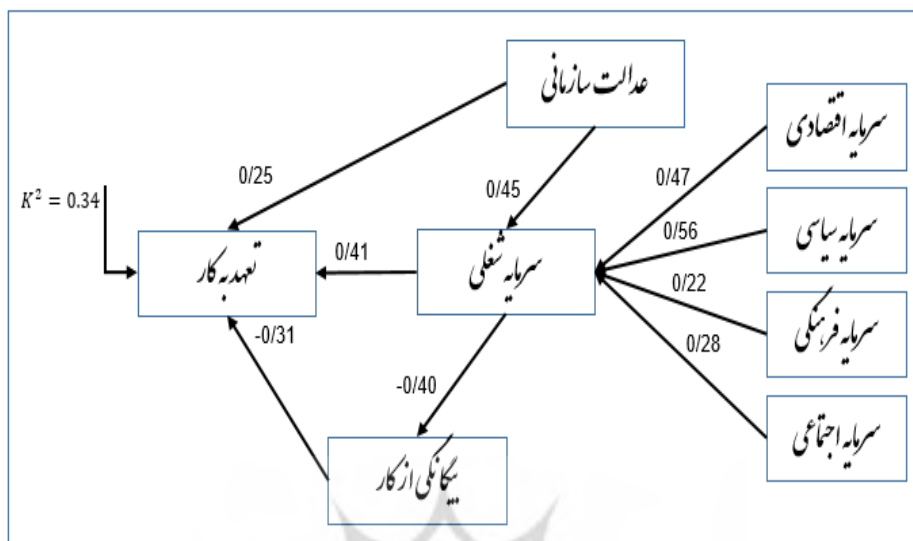 عدالت سازمانی
سرمایه اقتصادی
0/25
0/45
0/47
K² = 0.34
سرمایه سیاسی
0/56
تعهد به کار
0/41
سرمایه شغلی
0/22
سرمایه فرهنگی
-0/31
0/28
-0/40
سرمایه اجتماعی
بیگانگی از کار